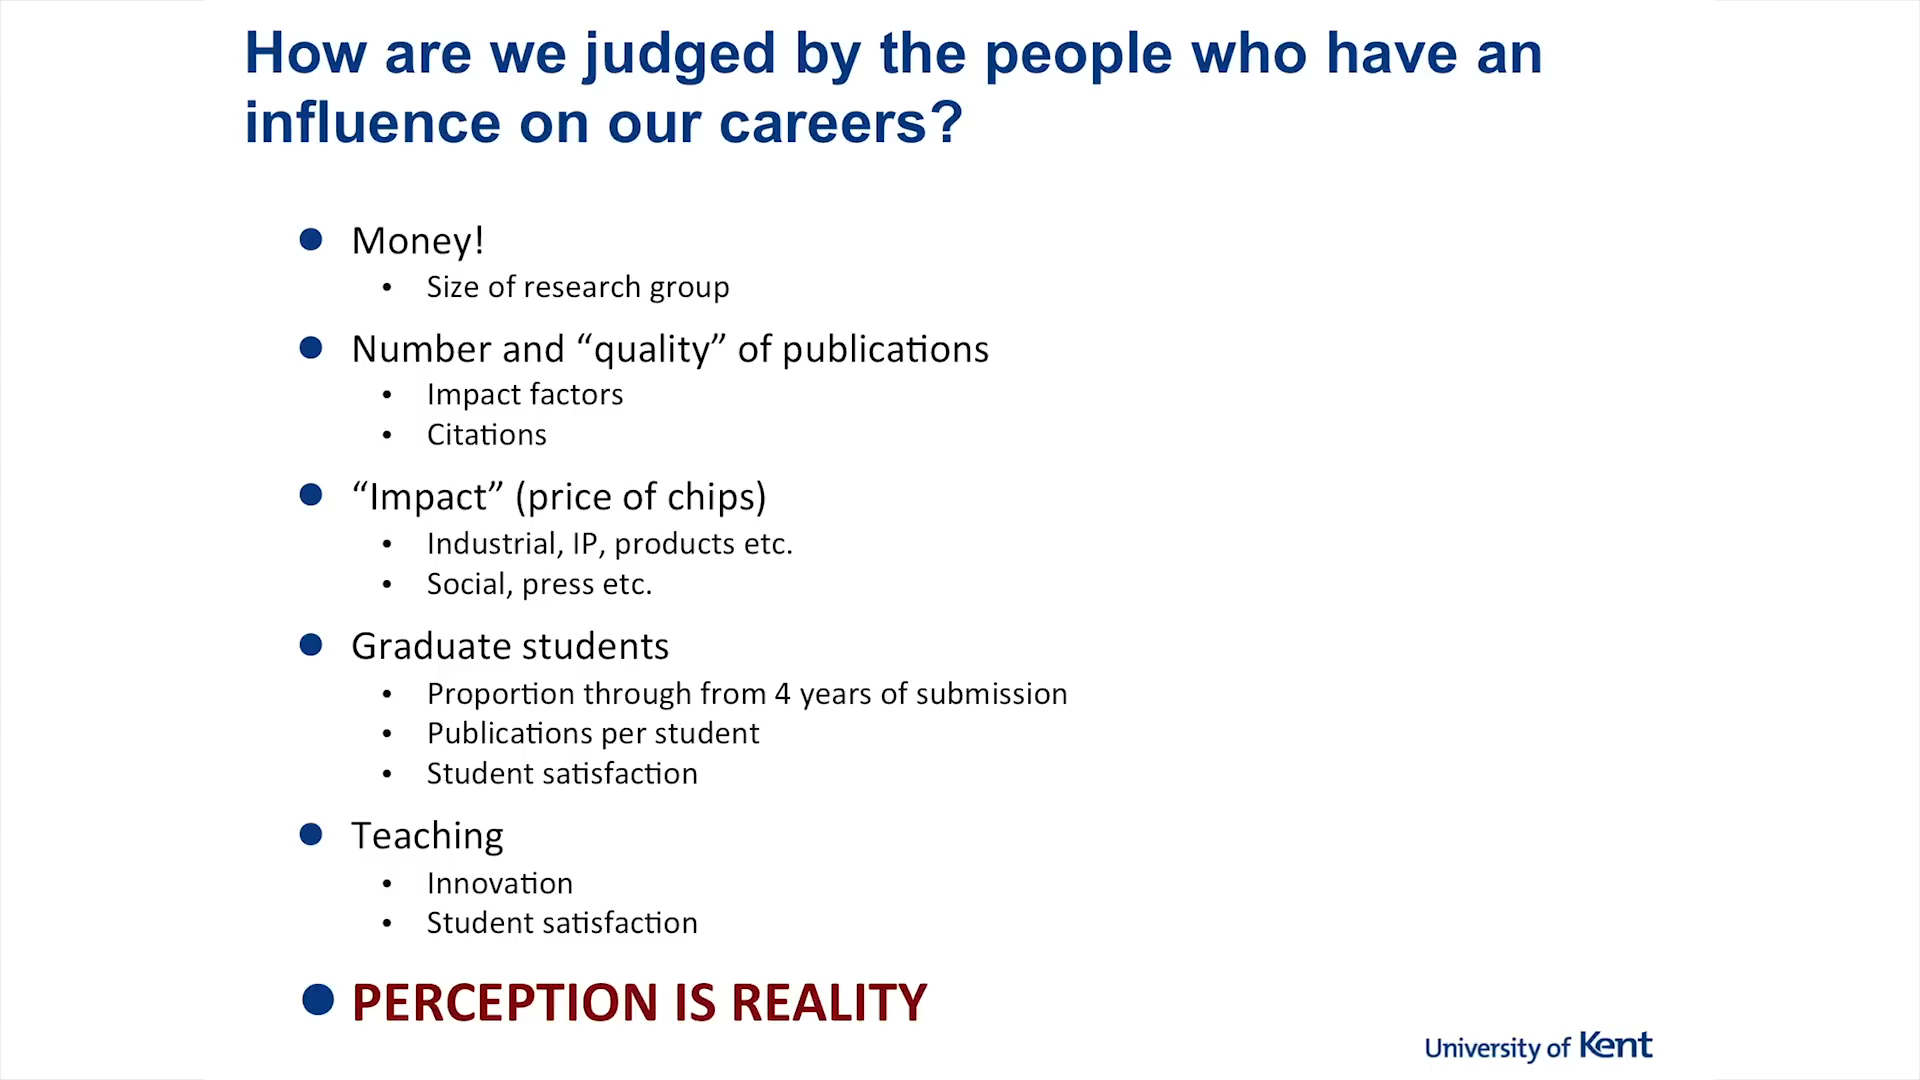 How are we judged by the people who have an
influence on our careers?
● Money!
• Size of research group
● Number and “quality” of publications
• Impact factors
• Citations
● “Impact” (price of chips)
• Industrial, IP, products etc.
• Social, press etc.
● Graduate students
• Proportion through from 4 years of submission
• Publications per student
• Student satisfaction
● Teaching
• Innovation
• Student satisfaction
● PERCEPTION IS REALITY
University of Kent